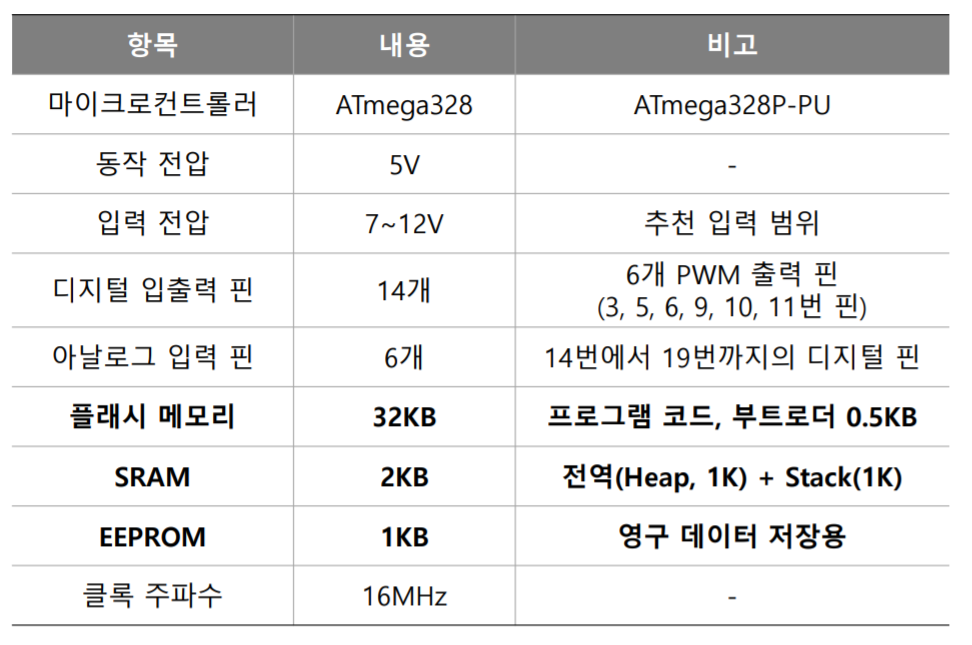 항목 내용 비고
마이크로컨트롤러 ATmega328 ATmega328P-PU
동작 전압 5V -
입력 전압 7~12V 추천 입력 범위
디지털 입출력 핀 14개 6개 PWM 출력 핀
(3, 5, 6, 9, 10, 11번 핀)
아날로그 입력 핀 6개 14번에서 19번까지의 디지털 핀
플래시 메모리 32KB 프로그램 코드, 부트로더 0.5KB
SRAM 2KB 전역(Heap, 1K) + Stack(1K)
EEPROM 1KB 영구 데이터 저장용
클록 주파수 16MHz -